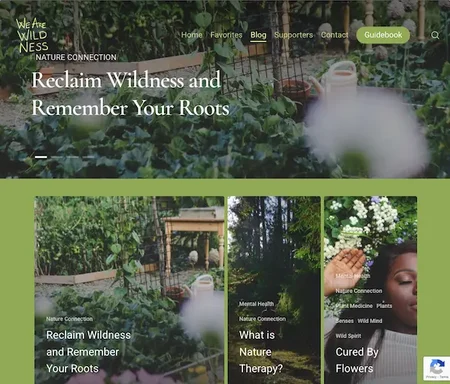 WE ARE
WILD
NESS
Home Favorites Blog Supporters Contact Guidebook
NATURE CONNECTION
Reclaim Wildness and
Remember Your Roots
Nature Connection
Reclaim Wildness
and Remember
Your Roots
Mental Health
Nature Connection
What is
Nature
Therapy?
Mental Health
Nature Connection
Plant Medicine Plants
Senses Wild Mind
Wild Spirit
Cured By
Flowers
Privacy - Terms